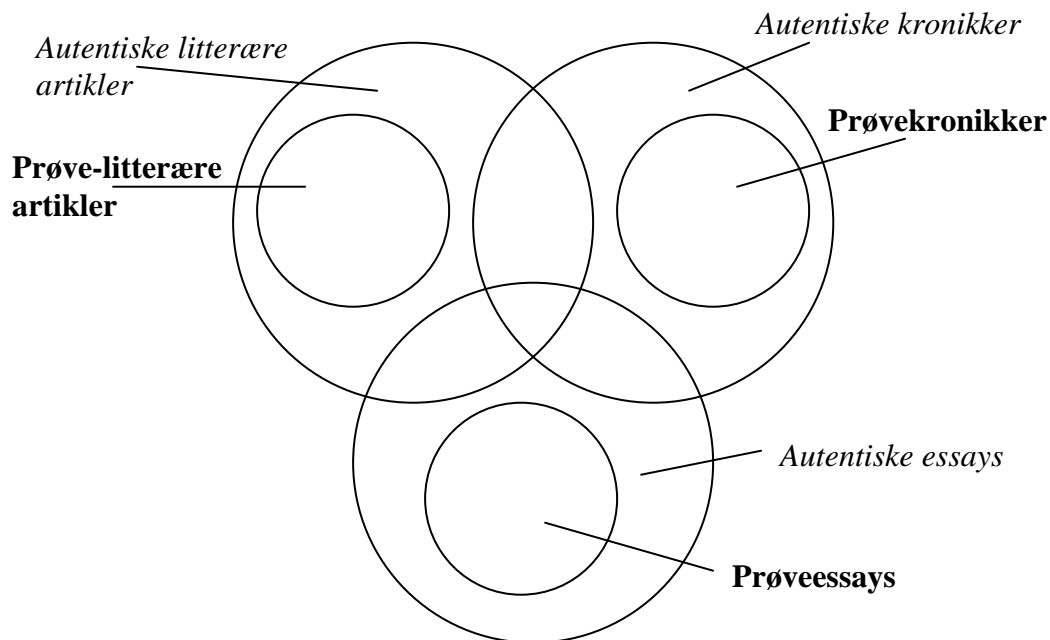 Autentiske litterære
artikler
Autentiske kronikker
Prøvekronikker
Prøve-litterære
artikler
Autentiske essays
Prøveessays